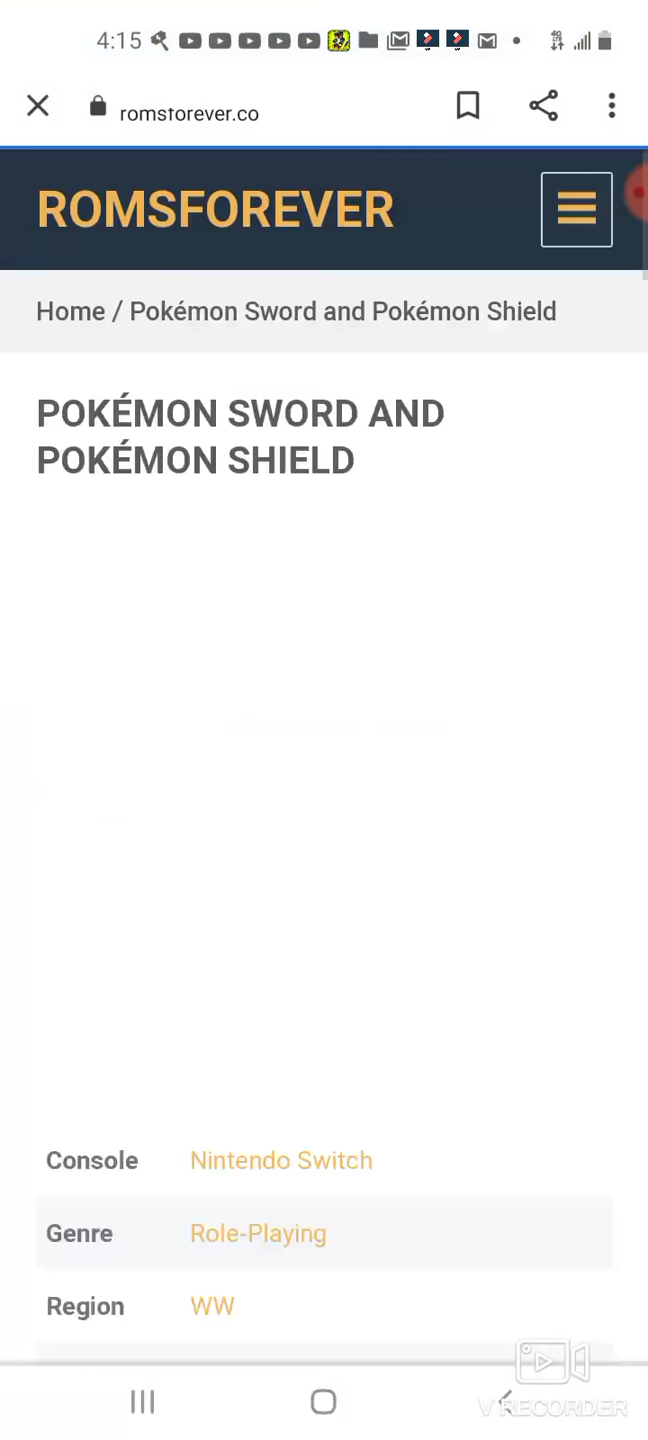 4:15
romsforever.co
ROMSFOREVER
Home / Pokémon Sword and Pokémon Shield
POKÉMON SWORD AND
POKÉMON SHIELD
Console Nintendo Switch
Genre Role-Playing
Region WW
V RECORDER